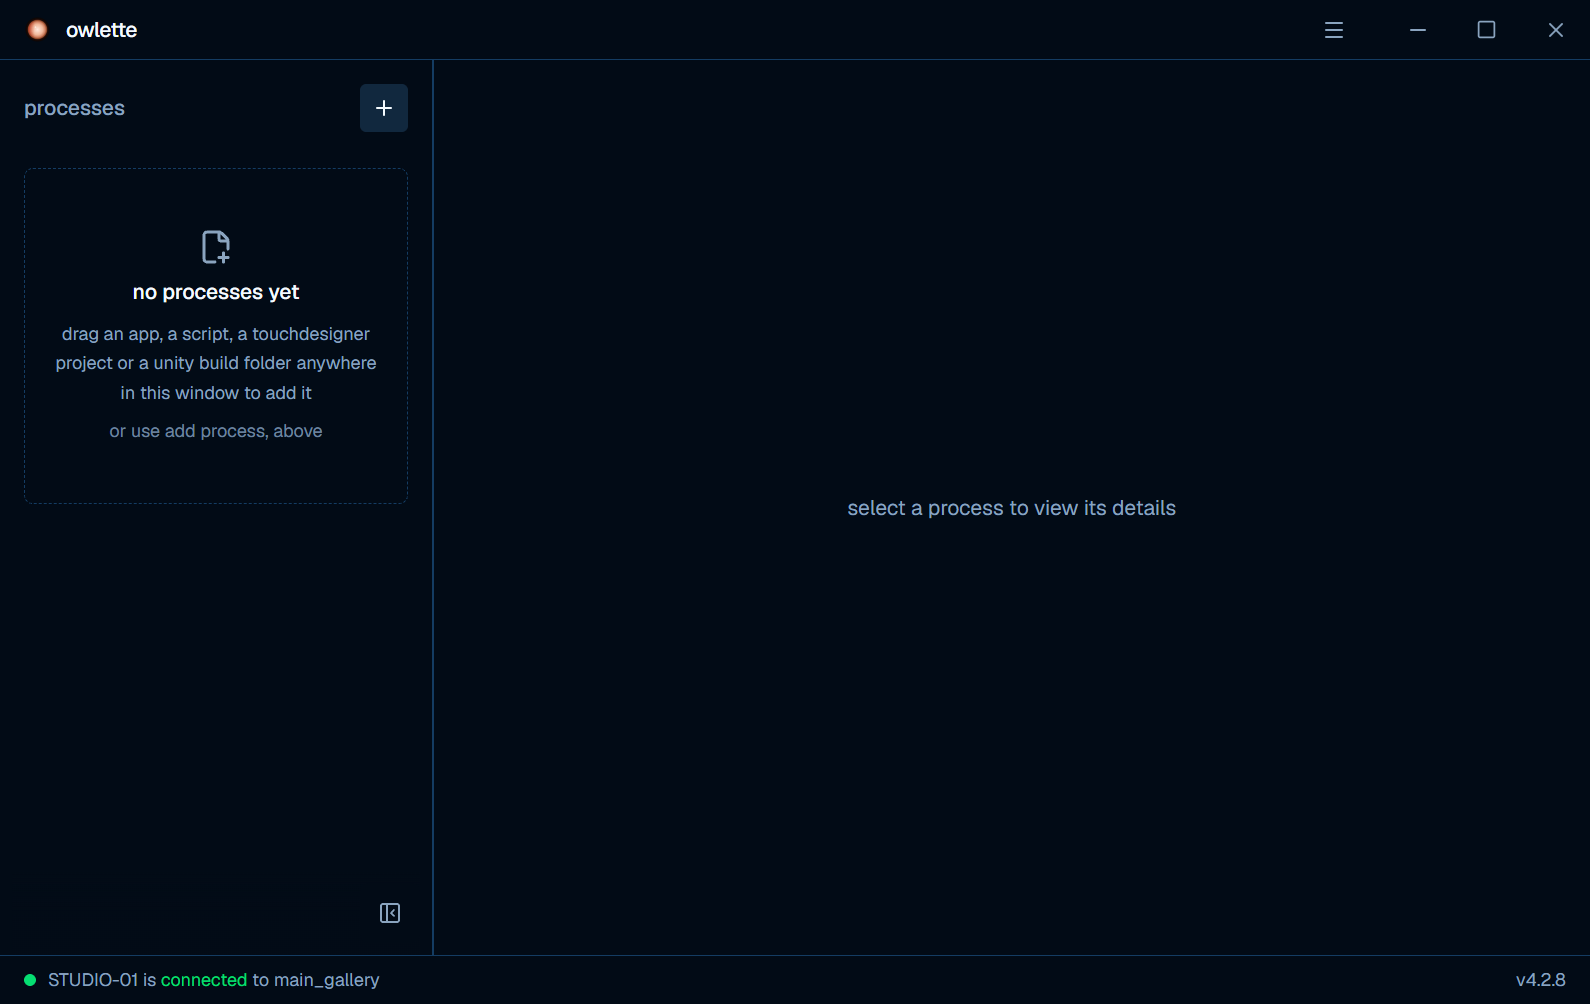 owlette
processes
no processes yet
drag an app, a script, a touchdesigner
project or a unity build folder anywhere
in this window to add it
or use add process, above
select a process to view its details
STUDIO-01 is connected to main_gallery
v4.2.8